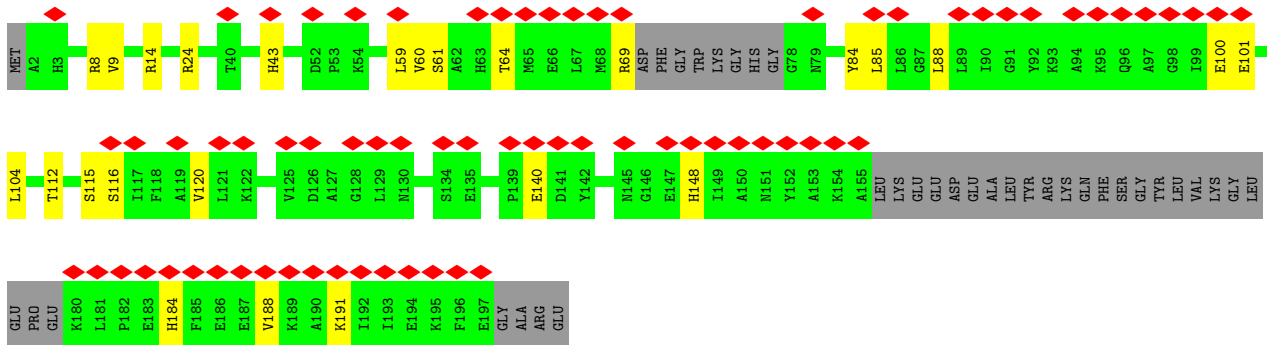 MET A2 H3 R8 V9 R14 R24 T40 H43 D52 P53 K54 L59 V60 S61 A62 H63 T64 M65 E66 L67 M68 R69 ASP PHE GLY TRP LYS GLY HIS GLY G78 N79 Y84 L85 L86 G87 L88 L89 I90 G91 Y92 K93 A94 K95 Q96 A97 G98 I99 E100 E101
L104 T112 S115 S116 I117 F118 A119 V120 L121 K122 V125 D126 A127 G128 L129 N130 S134 E135 P139 E140 D141 Y142 N145 G146 E147 H148 I149 A150 N151 Y152 A153 K154 A155 LEU LYS GLU GLU ASP GLU ALA LEU TYR ARG LYS GLN PHE SER GLY TYR LEU VAL LYS GLY LEU
GLU PRO GLU K180 L181 P182 E183 H184 F185 E186 E187 V188 K189 A190 K191 I192 I193 E194 K195 F196 E197 GLY ALA ARG GLU